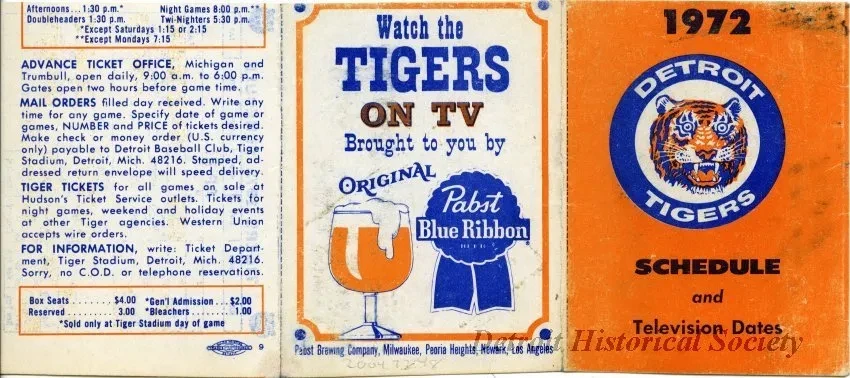 Afternoons...1:30 p.m.* Night Games 8:00 p.m.**
Doubleheaders 1:30 p.m. Twi-Nighters 5:30 p.m.
*Except Saturdays 1:15 or 2:15
**Except Mondays 7:15
ADVANCE TICKET OFFICE, Michigan and
Trumbull, open daily, 9:00 a.m. to 6:00 p.m.
Gates open two hours before game time.
MAIL ORDERS filled day received. Write any
time for any game. Specify date of game or
games, NUMBER and PRICE of tickets desired.
Make check or money order (U.S. currency
only) payable to Detroit Baseball Club, Tiger
Stadium, Detroit, Mich. 48216. Stamped, ad-
dressed return envelope will speed delivery.
TIGER TICKETS for all games on sale at
Hudson's Ticket Service outlets. Tickets for
night games, weekend and holiday events
at other Tiger agencies. Western Union
accepts wire orders.
FOR INFORMATION, write: Ticket Depart-
ment, Tiger Stadium, Detroit, Mich. 48216.
Sorry, no C.O.D. or telephone reservations.
Box Seats ........ $4.00 *Gen'l Admission ...$2.00
Reserved ........ 3.00 *Bleachers ........ 1.00
*Sold only at Tiger Stadium day of game
9
Watch the
TIGERS
ON TV
Brought to you by
ORIGINAL
Pabst
Blue Ribbon
BEER
Pabst Brewing Company, Milwaukee, Peoria Heights, Newark, Los Angeles
1972
DETROIT
TIGERS
SCHEDULE
and
Television Dates
Detroit Historical Society